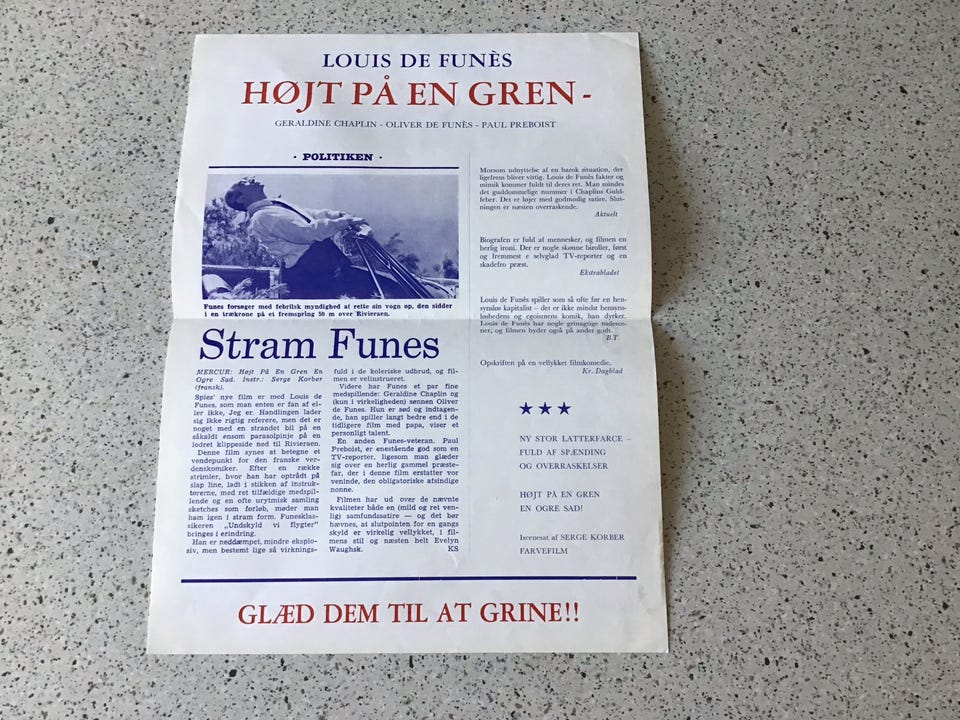 LOUIS DE FUNÈS
HØJT PÅ EN GREN -
GERALDINE CHAPLIN - OLIVER DE FUNÈS - PAUL PREBOIST
· POLITIKEN ·
Funes forsøger med febrilsk myndighed at rette sin vogn op, den sidder
i en trækrone på et fremspring 50 m over Rivieraen.
Stram Funes
MERCUR: Højt På En Gren En
Ogre Sad. Instr.: Serge Korber
(fransk).
Spies' nye film er med Louis de
Funes, som man enten er fan af el-
ler ikke, Jeg er. Handlingen lader
sig ikke rigtig referere, men det er
noget med en strandet bil på en
såkaldt ensom parasolpinje på en
lodret klippeside ned til Rivieraen.
Denne film synes at betegne et
vendepunkt for den franske ver-
denskomiker. Efter en række
strimler, hvor han har optrådt på
slap line, ladt i stikken af instruk-
tørerne, med ret tilfældige medspil-
lende og en ofte urytmisk samling
sketches som forløb, møder man
ham igen i stram form. Funesklas-
sikeren „Undskyld vi flygter"
bringes i erindring.
Han er neddæmpet, mindre eksplo-
siv, men bestemt lige så virknings-
fuld i de koleriske udbrud, og fil-
men er velinstrueret.
Videre har Funes et par fine
medspillende: Geraldine Chaplin og
(kun i virkeligheden) sønnen Oliver
de Funes. Hun er sød og indtagen-
de, han spiller langt bedre end i de
tidligere film med papa, viser et
personligt talent.
En anden Funes-veteran. Paul
Preboist, er enestående god som en
TV-reporter, ligesom man glæder
sig over en herlig gammel præste-
far, der i denne film erstatter vor
veninde, den obligatoriske afsindige
nonne.
Filmen har ud over de nævnte
kvaliteter både en (mild og ret ven-
lig) samfundssatire — og det bør
hævnes, at slutpointen for en gangs
skyld er virkelig vellykket, i fil-
mens stil og næsten helt Evelyn
Waughsk. KS
Morsom udnyttelse af en barok situation, der
ligefrem bliver vittig. Louis de Funès fakter og
mimik kommer fuldt til deres ret. Man mindes
det guddommelige nummer i Chaplins Guld-
feber. Det er løjer med godmodig satire. Slut-
ningen er næsten overraskende.
Aktuelt
Biografen er fuld af mennesker, og filmen en
herlig ironi. Der er nogle skønne biroller, først
og fremmest e selvglad TV-reporter og en
skadefro præst.
Ekstrabladet
Louis de Funès spiller som så ofte før en hen-
synsløs kapitalist – det er ikke mindst hensyns-
løshedens og egoismens komik, han dyrker.
Louis de Funès har nogle grinagtige
og filmen byder også på andet godt.
B.T.
Opskriften på en vellykket filmkomedie.
Kr. Dagblad
★ ★ ★
NY STOR LATTERFARCE –
FULD AF SPÆNDING
OG OVERRASKELSER
HØJT PÅ EN GREN
EN OGRE SAD!
Iscenesat af SERGE KORBER
FARVEFILM
GLÆD DEM TIL AT GRINE!!